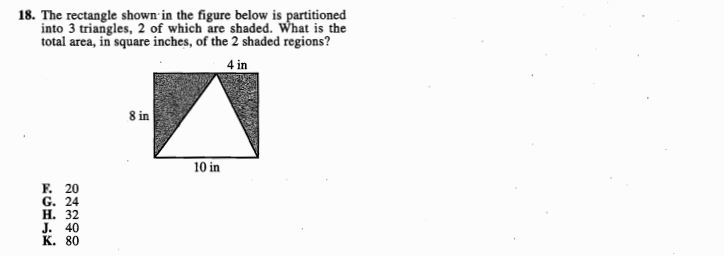 18. The rectangle shown in the figure below is partitioned
into 3 triangles, 2 of which are shaded. What is the
total area, in square inches, of the 2 shaded regions?
4 in
8 in
10 in
F. 20
G. 24
H. 32
J. 40
K. 80